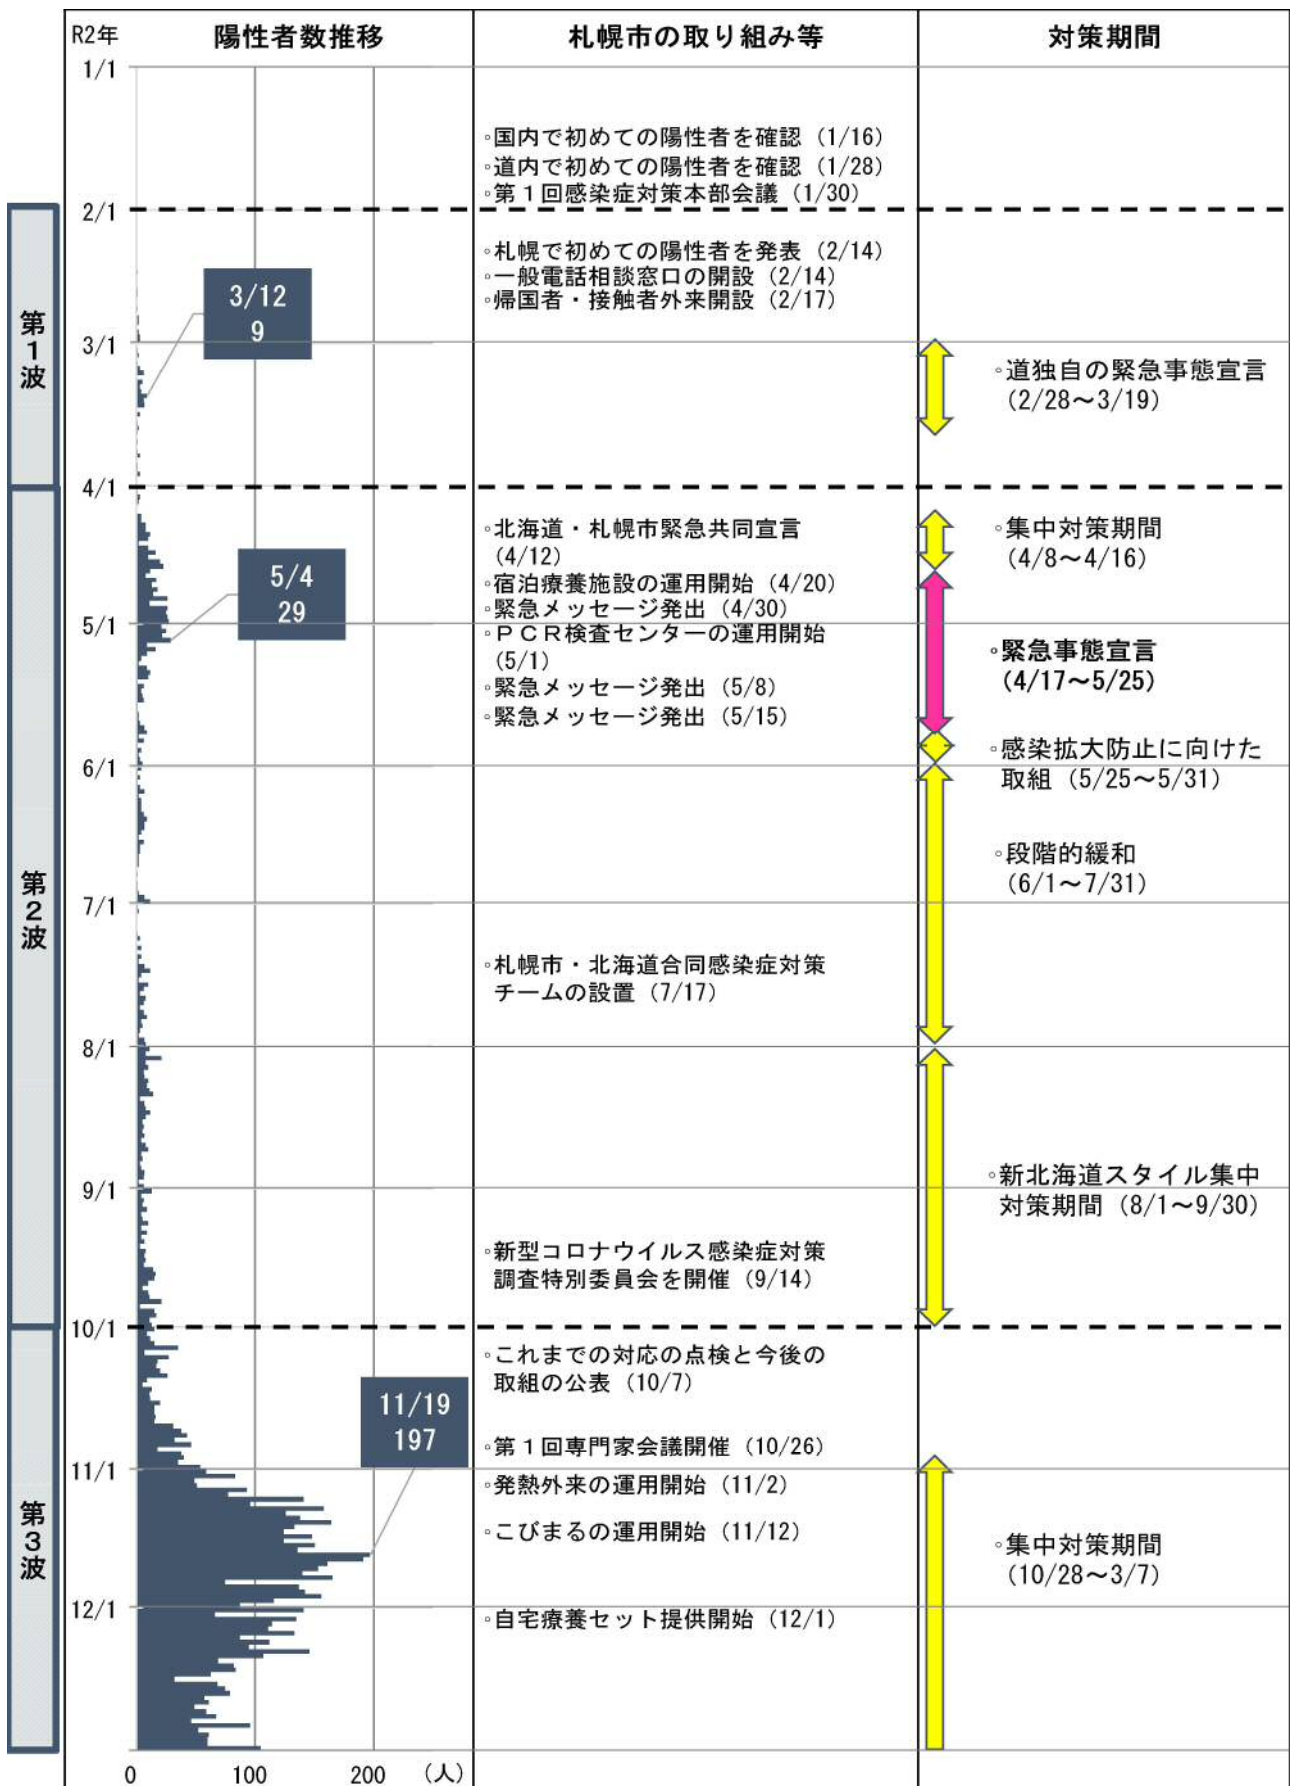 R2年
陽性者数推移
札幌市の取り組み等
対策期間
1/1
◦国内で初めての陽性者を確認（1/16）
◦道内で初めての陽性者を確認（1/28）
◦第１回感染症対策本部会議（1/30）
2/1
◦札幌で初めての陽性者を発表（2/14）
◦一般電話相談窓口の開設（2/14）
◦帰国者・接触者外来開設（2/17）
3/12
9
第１波
3/1
◦道独自の緊急事態宣言
（2/28～3/19）
4/1
◦北海道・札幌市緊急共同宣言
（4/12）
◦宿泊療養施設の運用開始（4/20）
◦緊急メッセージ発出（4/30）
◦ＰＣＲ検査センターの運用開始
（5/1）
◦緊急メッセージ発出（5/8）
◦緊急メッセージ発出（5/15）
◦集中対策期間
（4/8～4/16）
5/4
29
5/1
◦緊急事態宣言
（4/17～5/25）
◦感染拡大防止に向けた
取組（5/25～5/31）
6/1
◦段階的緩和
（6/1～7/31）
第２波
7/1
◦札幌市・北海道合同感染症対策
チームの設置（7/17）
8/1
9/1
◦新北海道スタイル集中
対策期間（8/1～9/30）
◦新型コロナウイルス感染症対策
調査特別委員会を開催（9/14）
10/1
◦これまでの対応の点検と今後の
取組の公表（10/7）
11/19
197
◦第１回専門家会議開催（10/26）
11/1
◦発熱外来の運用開始（11/2）
◦こびまるの運用開始（11/12）
第３波
◦集中対策期間
（10/28～3/7）
12/1
◦自宅療養セット提供開始（12/1）
0
100
200
（人）